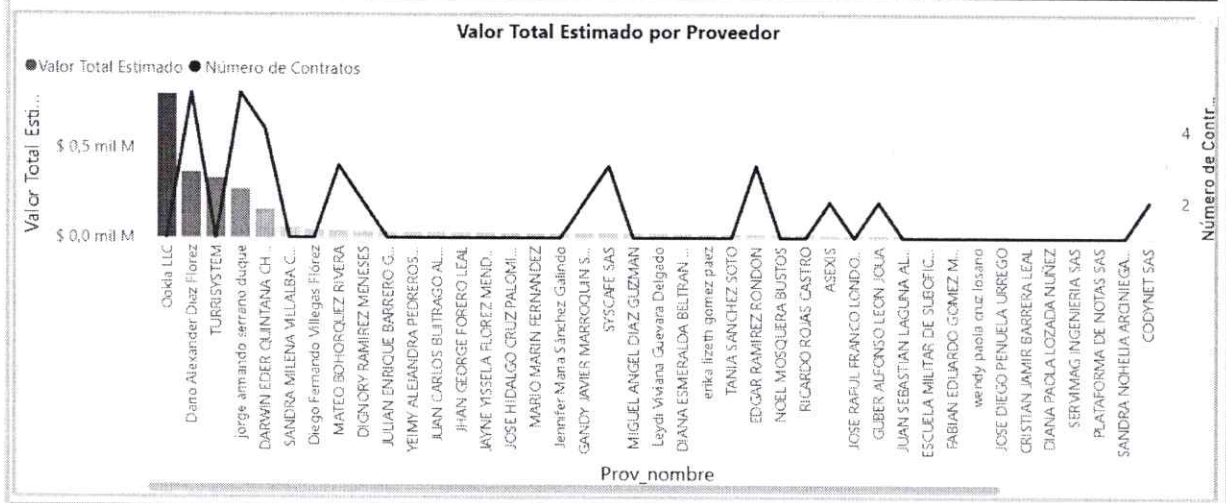 Valor Total Estimado por Proveedor
Valor Total Estimado Número de Contratos
Valor Total Esti...
$ 0,5 mil M
$ 0,0 mil M
4
2
Número de Contr...
Ookla LLC
Dario Alexander Diaz Florez
TURRISYSTEM
jorge armando serrano duque
DARWIN EDER QUINTANA CH...
SANDRA MILENA VILLALBA C...
Diego Fernando Villegas Flórez
MATEO BOHORQUEZ RIVERA
DIGNORY RAMIREZ MENESES
JULIAN ENRIQUE BARRERO G...
YEIMY ALEJANDRA PEDREROS...
JUAN CARLOS BUITRAGO AL...
JHAN GEORGE FORERO LEAL
JAYNE YISSELA FLOREZ MEND...
JOSE HIDALGO CRUZ PALOMI...
MARIO MARIN FERNANDEZ
Jennifer Maria Sánchez Galindo
GANDY JAVIER MARROQUIN S...
SYSCAFE SAS
MIGUEL ANGEL DIAZ GUZMAN
Leydi Viviana Guevara Delgado
DIANA ESMERALDA BELTRAN ...
erika lizeth gomez paez
TANIA SANCHEZ SOTO
EDGAR RAMIREZ RONDON
NOEL MOSQUERA BUSTOS
RICARDO ROJAS CASTRO
ASEXIS
JOSE RAFUL FRANCO LONDO...
GUBER ALFONSO LEON JOJA
JUAN SEBASTIAN LAGUNA AL...
ESCUELA MILITAR DE SUBOFIC...
FABIAN EDUARDO GOMEZ M...
wendy paola cruz losano
JOSE DIEGO PENUELA URREGO
CRISTIAN JAMIR BARRERA LEAL
DIANA PAOLA LOZADA NUÑEZ
SERVIMAG INGENIERIA SAS
PLATAFORMA DE NOTAS SAS
SANDRA NOHELIA ARCINIEGA...
CODYNET SAS
Prov_nombre